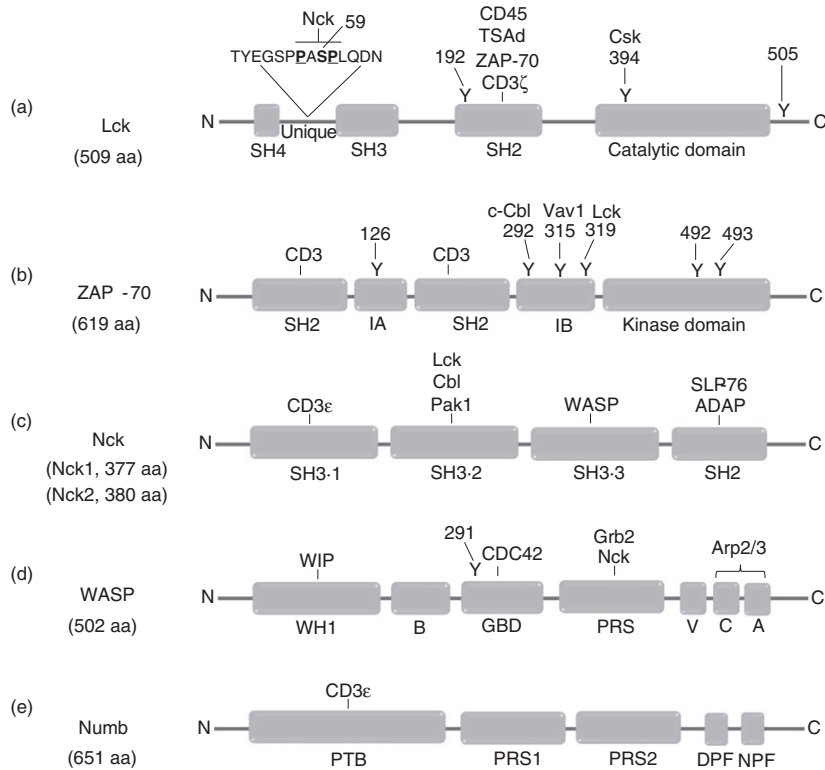 Nck
59
TYEGSPPASPLQDN
CD45
TSAd
192
ZAP-70
CD3ζ
Y
Csk
394
Y
505
Y
(a)
Lck
(509 aa)
N
C
SH4
Unique
SH3
SH2
Catalytic domain
(b)
ZAP -70
(619 aa)
N
C
CD3
126
Y
CD3
c-Cbl
292
Y
Vav1
315
Y
Lck
319
Y
492
Y
493
Y
SH2
IA
SH2
IB
Kinase domain
(c)
Nck
(Nck1, 377 aa)
(Nck2, 380 aa)
N
C
CD3ε
Lck
Cbl
Pak1
WASP
SLP-76
ADAP
SH3·1
SH3·2
SH3·3
SH2
(d)
WASP
(502 aa)
N
C
WIP
291
Y
CDC42
Grb2
Nck
Arp2/3
WH1
B
GBD
PRS
V
C
A
(e)
Numb
(651 aa)
N
C
CD3ε
PTB
PRS1
PRS2
DPF
NPF